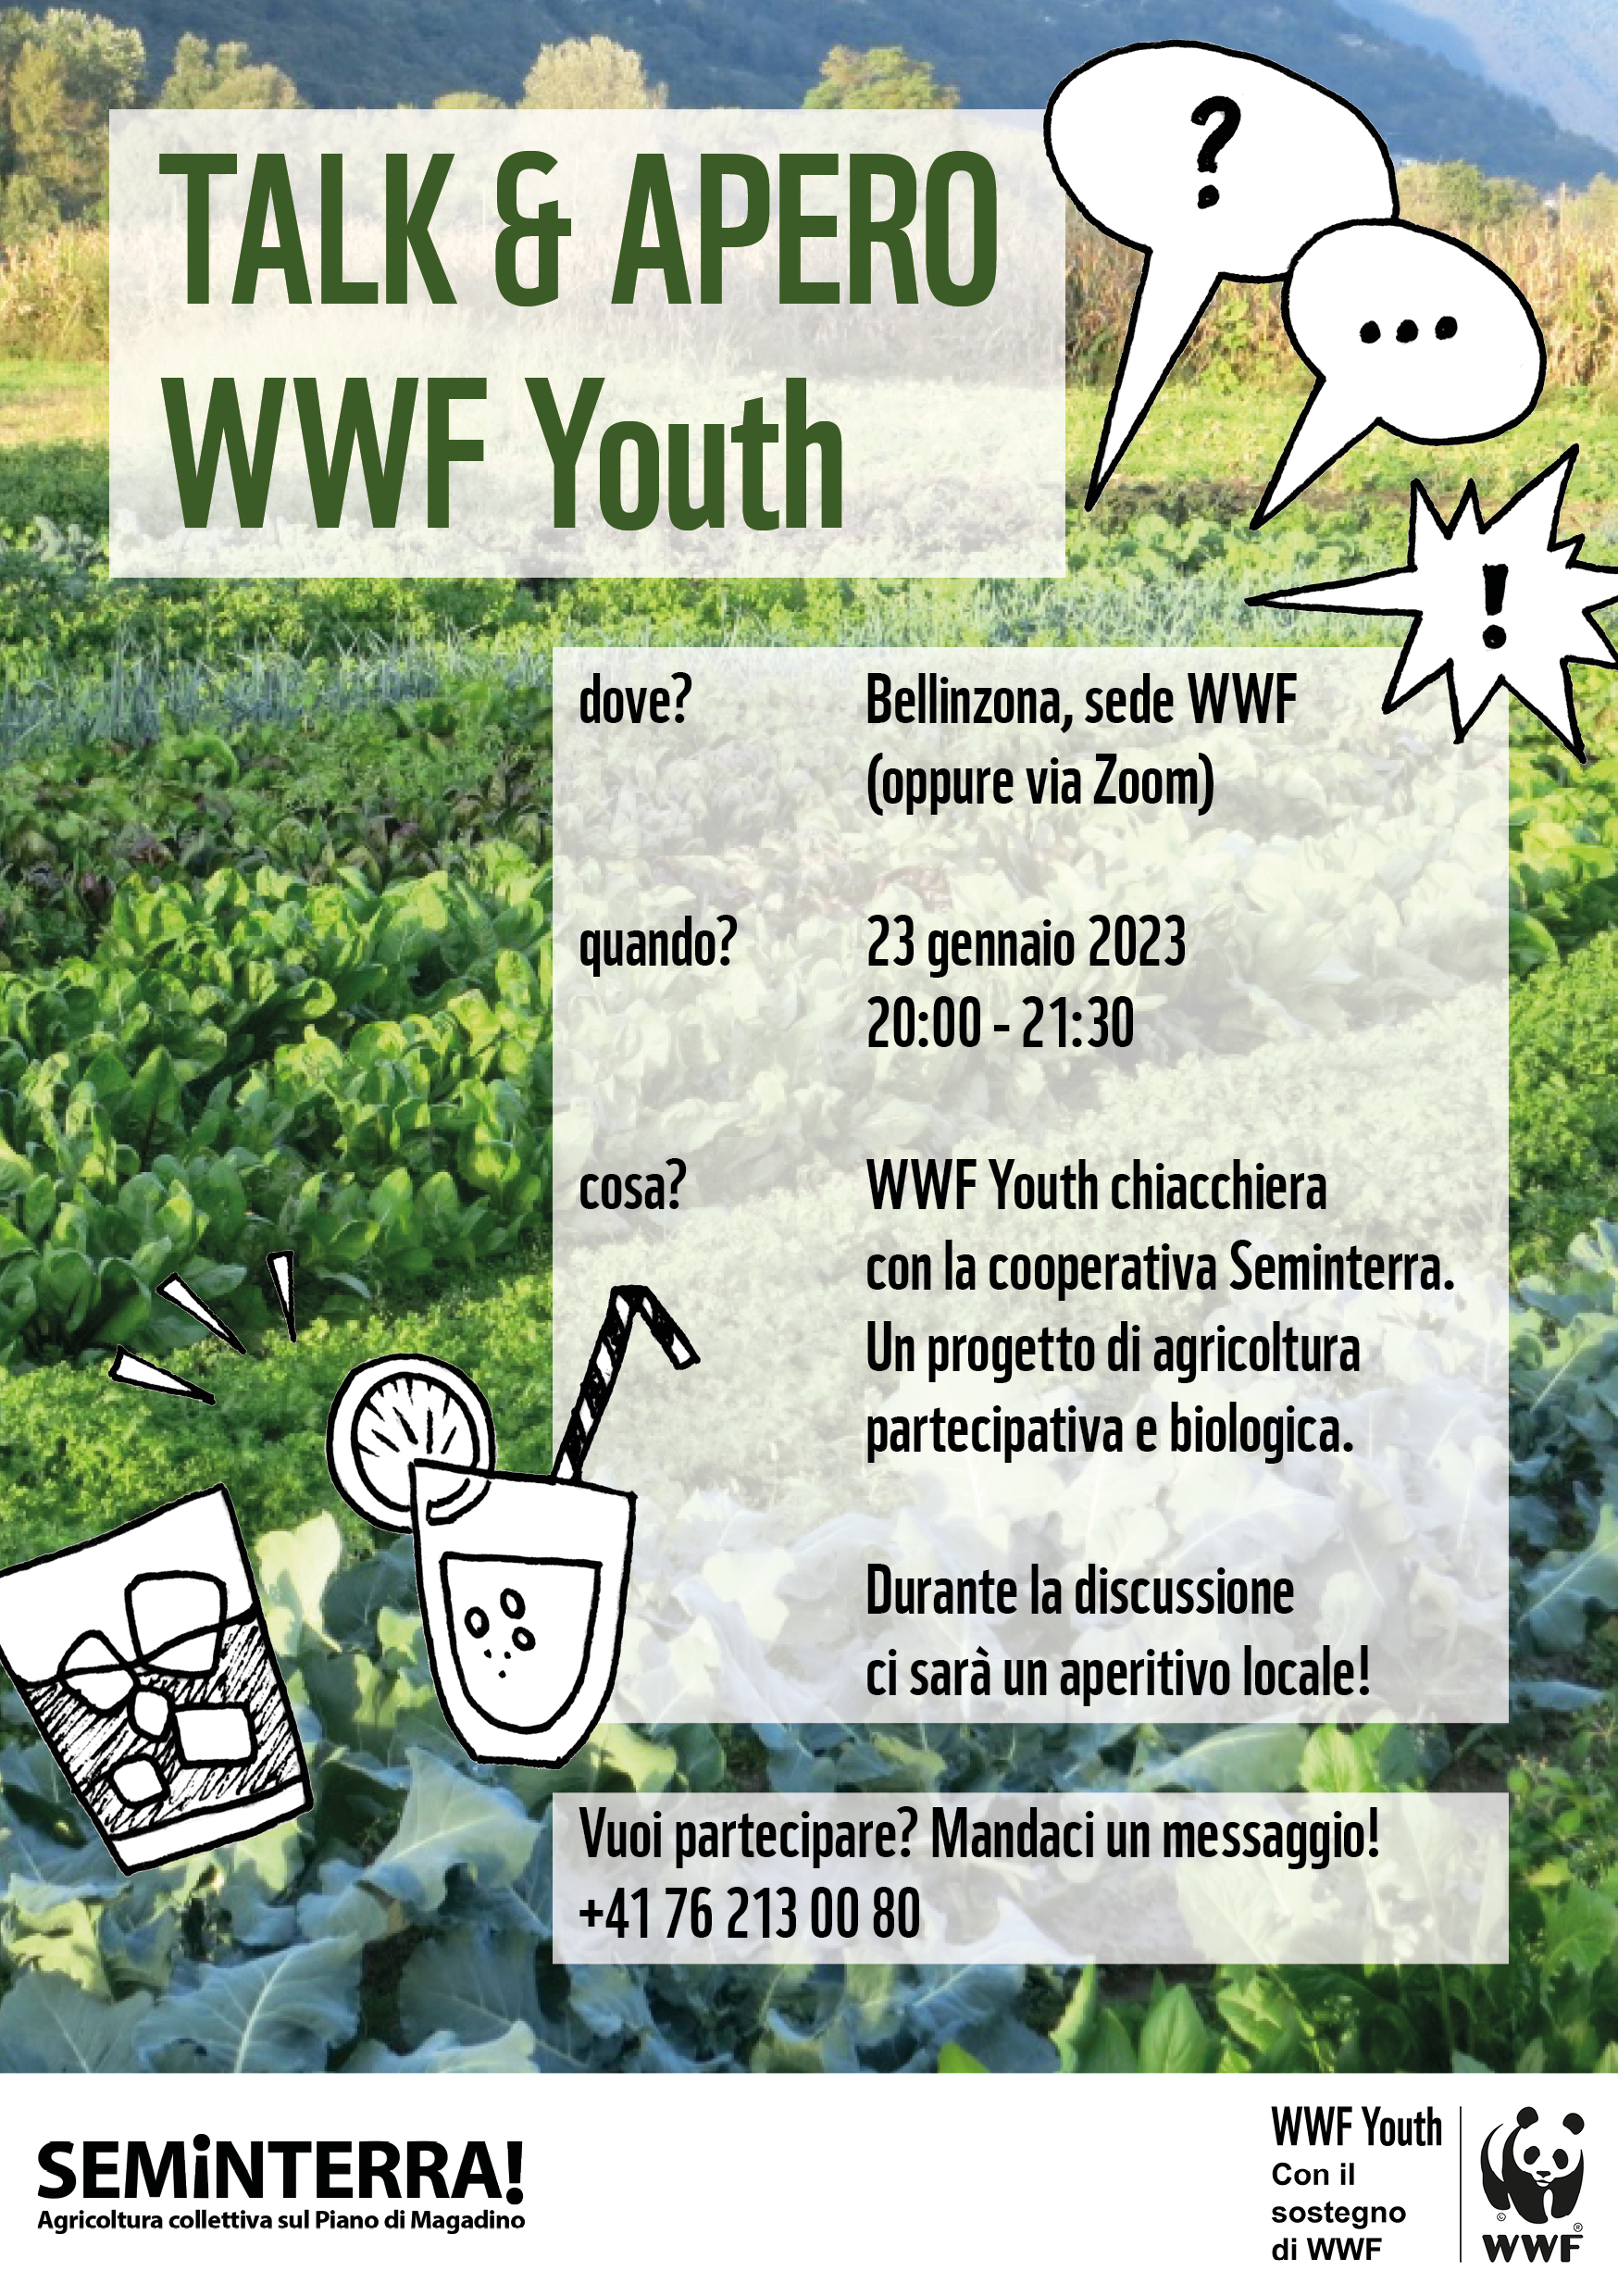 TALK & APERO
WWF Youth
?
...
!
dove?
Bellinzona, sede WWF
(oppure via Zoom)
quando?
23 gennaio 2023
20:00 - 21:30
cosa?
WWF Youth chiacchiera
con la cooperativa Seminterra.
Un progetto di agricoltura
partecipativa e biologica.
Durante la discussione
ci sarà un aperitivo locale!
Vuoi partecipare? Mandaci un messaggio!
+41 76 213 00 80
SEMiNTERRA!
Agricoltura collettiva sul Piano di Magadino
WWF Youth
Con il
sostegno
di WWF
© ®
WWF